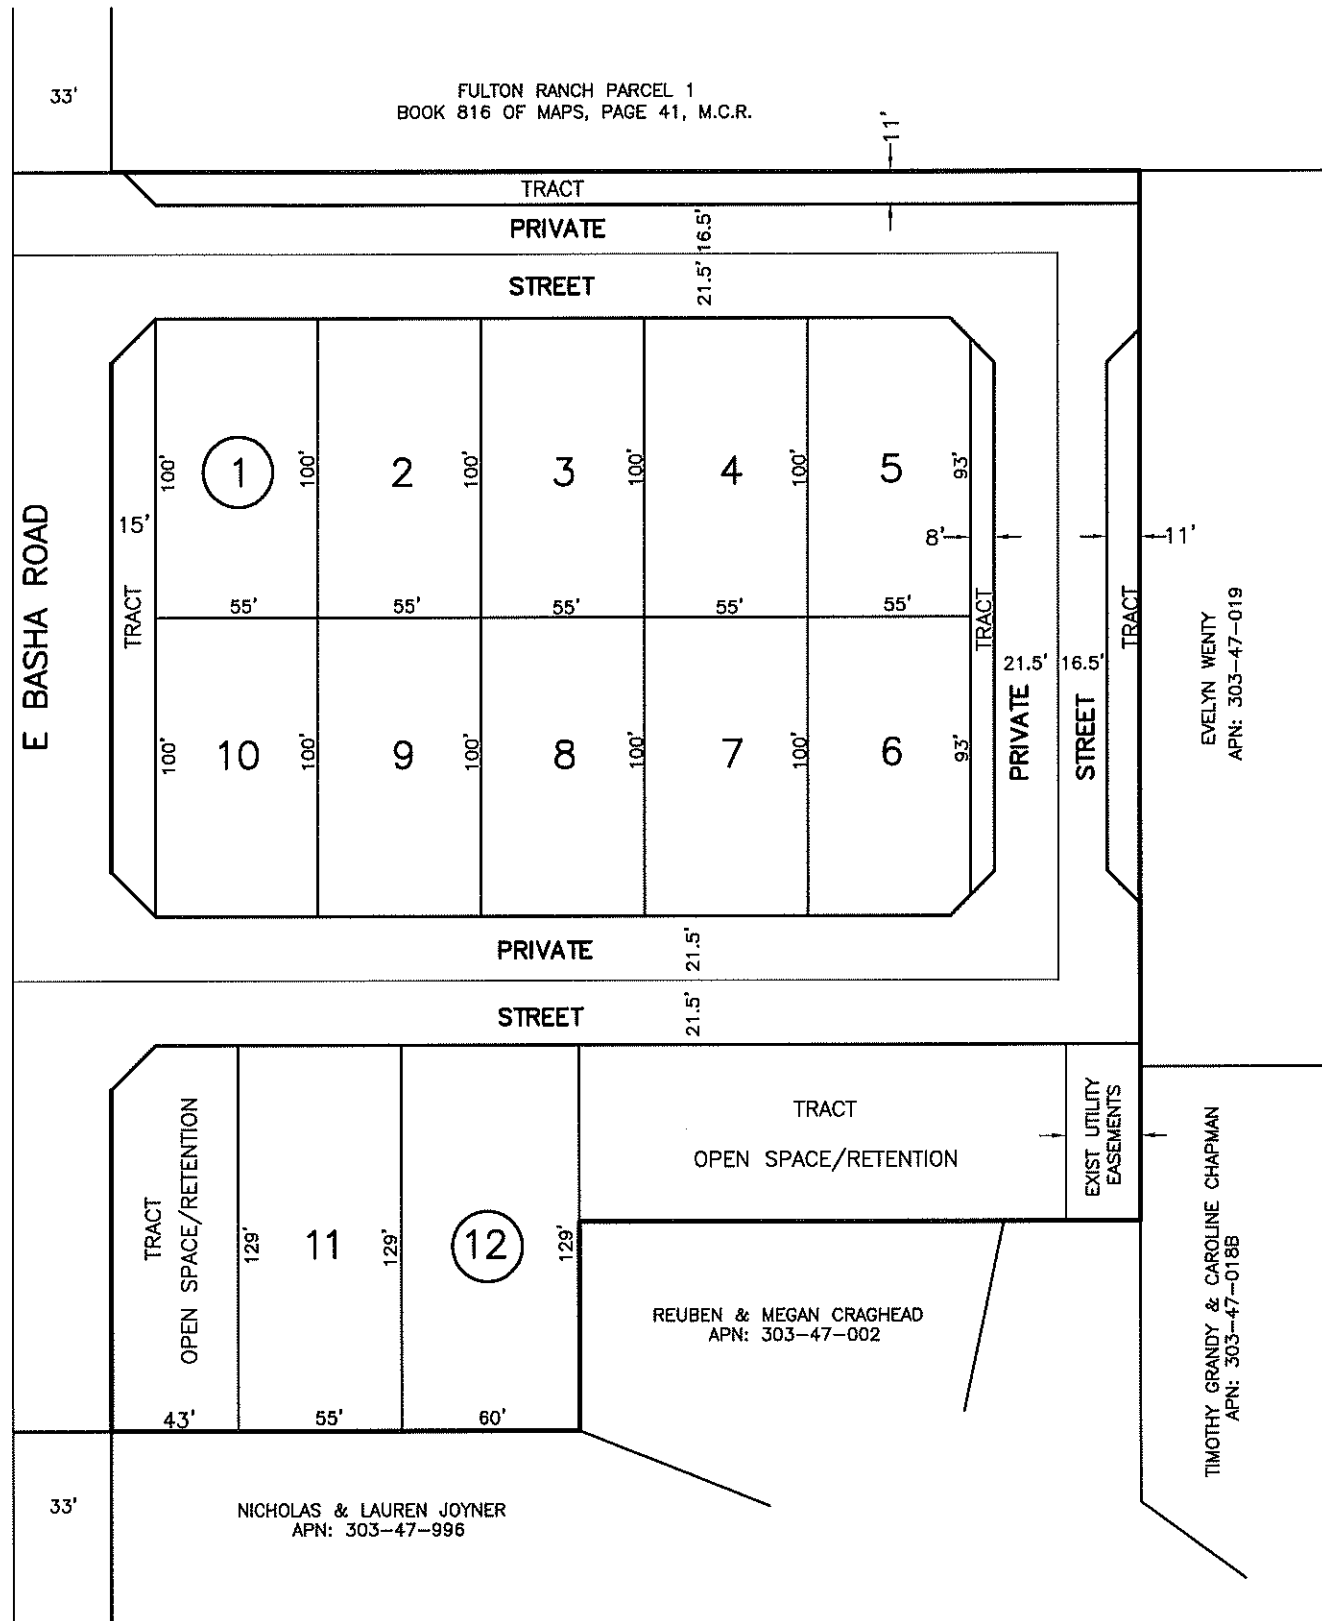 33'
FULTON RANCH PARCEL 1
BOOK 816 OF MAPS, PAGE 41, M.C.R.
11'
TRACT
PRIVATE
16.5'
STREET
21.5'
E BASHA ROAD
15'
TRACT
100'
1
100'
2
100'
3
100'
4
100'
5
93'
8'
11'
55'
55'
55'
55'
55'
TRACT
TRACT
21.5'
16.5'
PRIVATE
STREET
EVELYN WENTY
APN: 303-47-019
100'
10
100'
9
100'
8
100'
7
100'
6
93'
PRIVATE
21.5'
STREET
21.5'
TRACT
OPEN SPACE/RETENTION
129'
11
129'
12
129'
TRACT
OPEN SPACE/RETENTION
EXIST UTILITY
EASEMENTS
TIMOTHY GRANDY & CAROLINE CHAPMAN
APN: 303-47-018B
REUBEN & MEGAN CRAGHEAD
APN: 303-47-002
43'
55'
60'
33'
NICHOLAS & LAUREN JOYNER
APN: 303-47-996